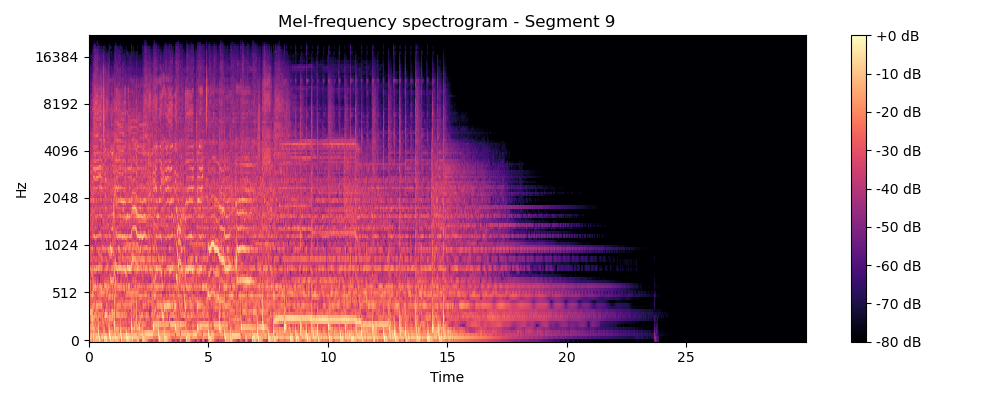 Mel-frequency spectrogram - Segment 9
Hz
16384
8192
4096
2048
1024
512
0
0 5 10 15 20 25
Time
+0 dB
-10 dB
-20 dB
-30 dB
-40 dB
-50 dB
-60 dB
-70 dB
-80 dB